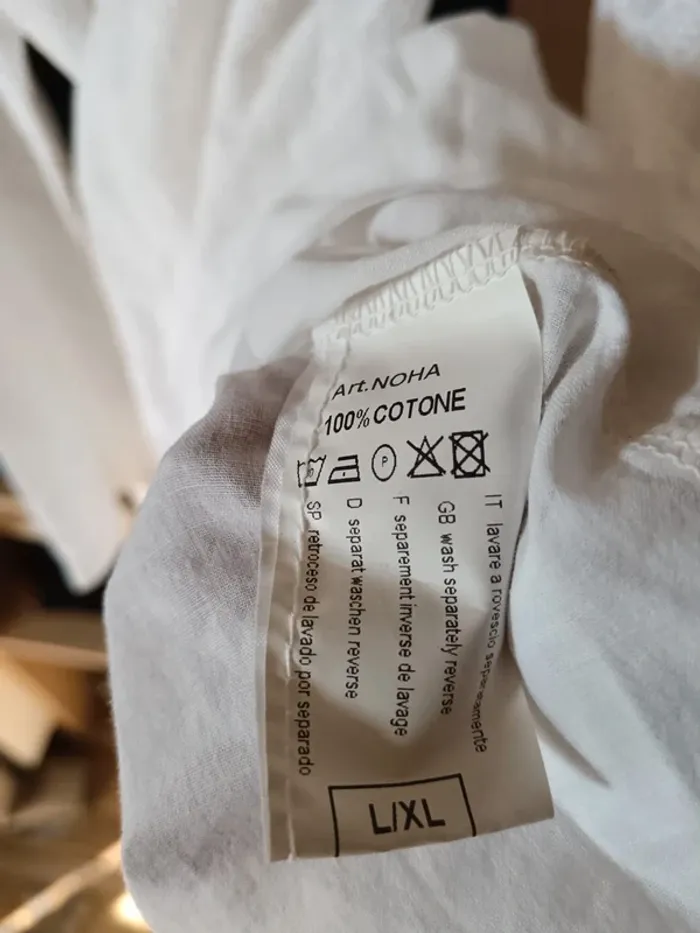 Art.NOHA
100% COTONE
P
IT lavare a rovescio separatamente
GB wash separately reverse
F separement inverse de lavage
D separat waschen reverse
SP retroceso de lavado por separado
L/XL